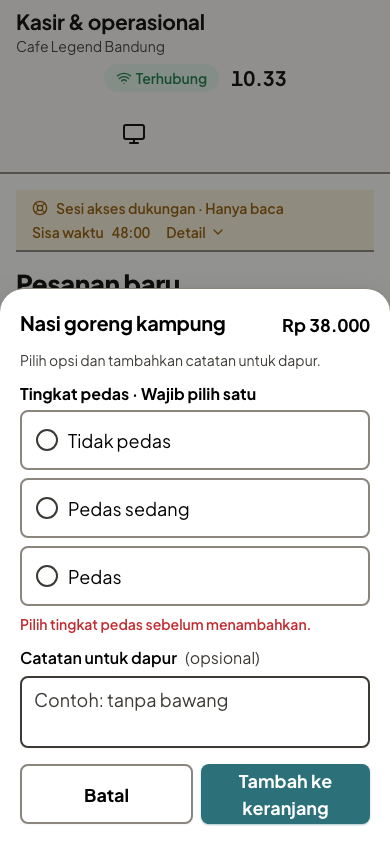 Kasir & operasional
Cafe Legend Bandung
Terhubung 10.33
Sesi akses dukungan · Hanya baca
Sisa waktu 48:00 Detail
Pesanan baru
Nasi goreng kampung Rp 38.000
Pilih opsi dan tambahkan catatan untuk dapur.
Tingkat pedas · Wajib pilih satu
Tidak pedas
Pedas sedang
Pedas
Pilih tingkat pedas sebelum menambahkan.
Catatan untuk dapur (opsional)
Contoh: tanpa bawang
Batal
Tambah ke
keranjang